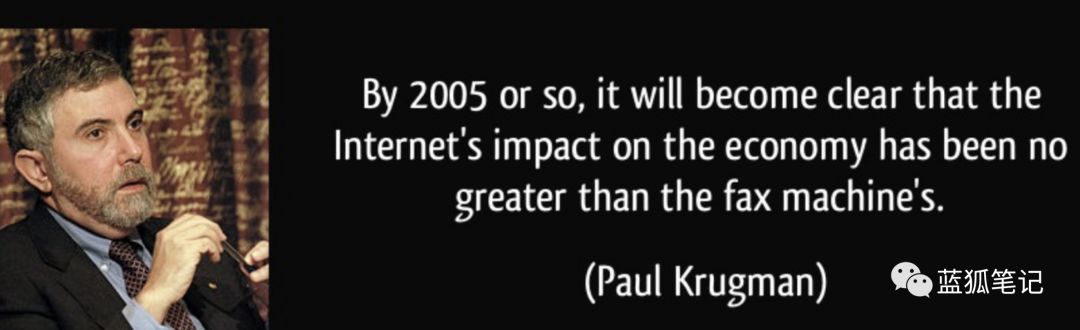 By 2005 or so, it will become clear that the
Internet's impact on the economy has been no
greater than the fax machine's.
(Paul Krugman)
蓝狐笔记